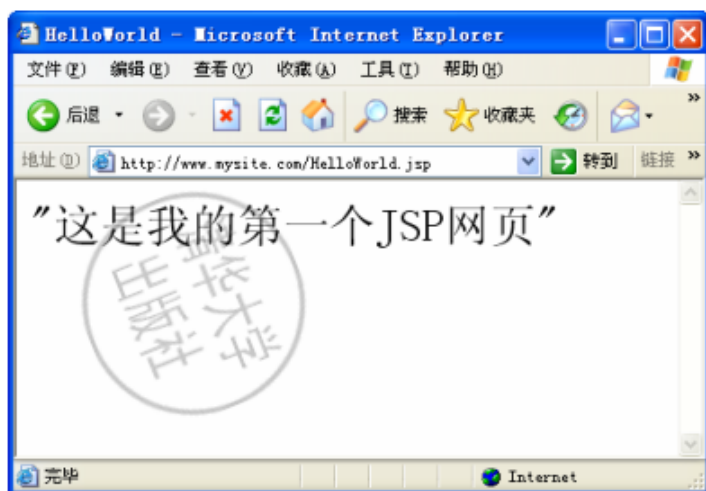 HelloWorld - Microsoft Internet Explorer
文件(F) 编辑(E) 查看(V) 收藏(A) 工具(T) 帮助(H)
后退 搜索 收藏夹 »
地址(D) http://www.mysite.com/HelloWorld.jsp 转到 链接 »
"这是我的第一个JSP网页"
清华大学
出版社
完毕 Internet